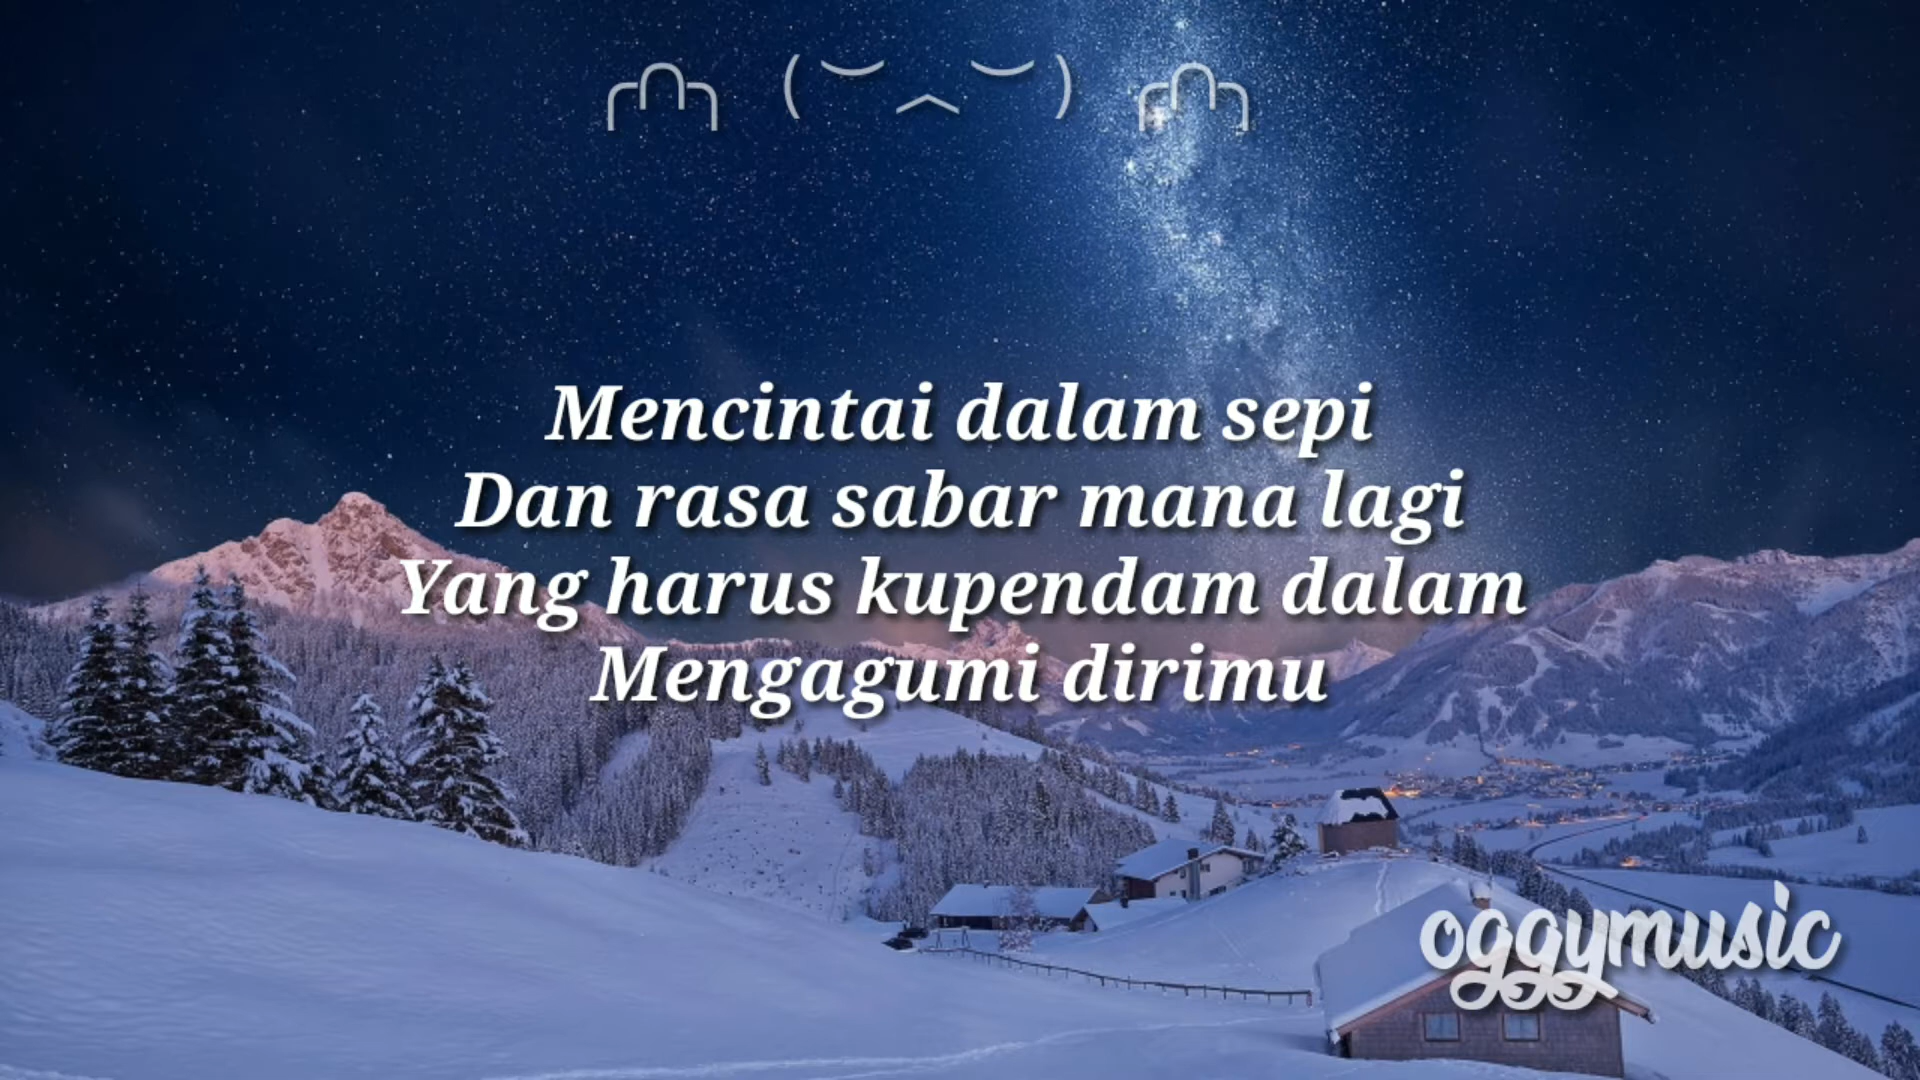 ╭∩╮ (︶︿︶) ╭∩╮
Mencintai dalam sepi
Dan rasa sabar mana lagi
Yang harus kupendam dalam
Mengagumi dirimu
oggymusic